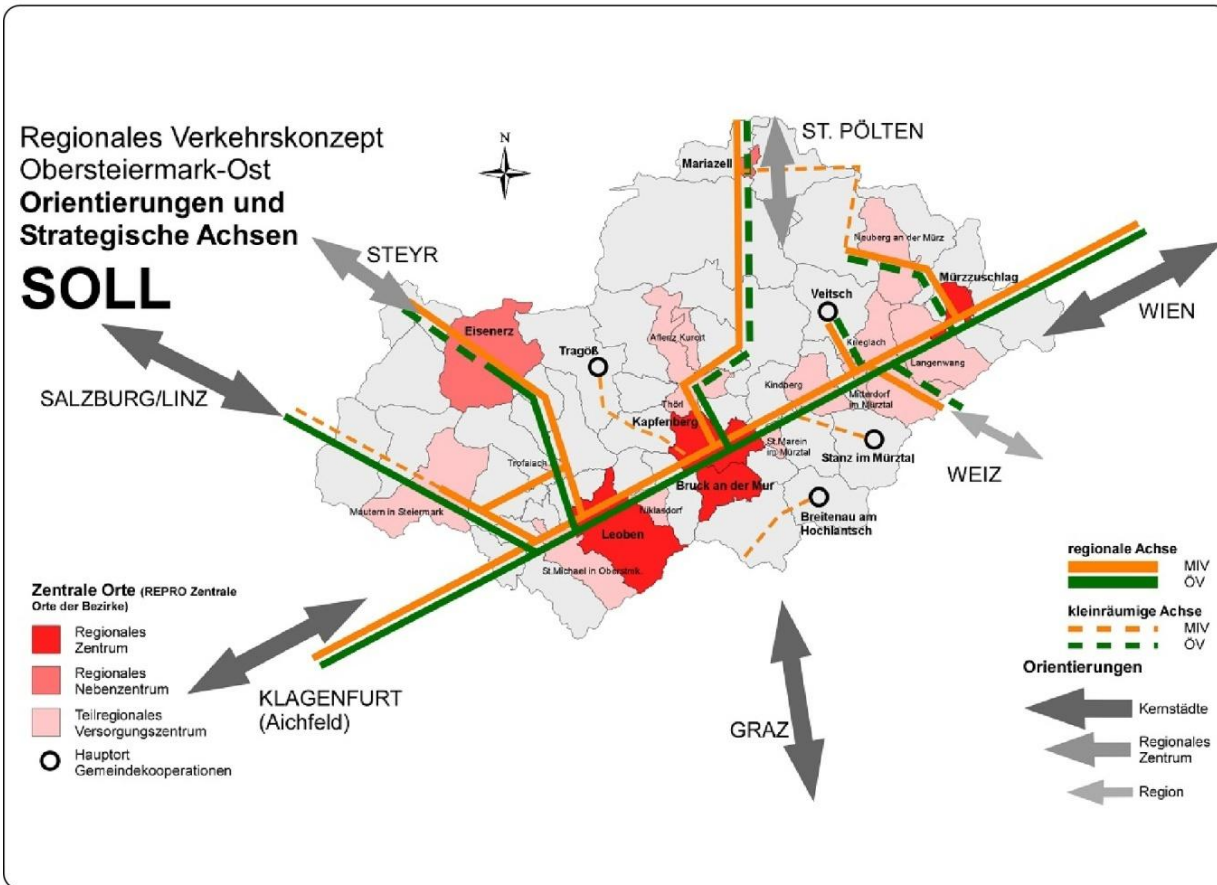 Regionales Verkehrskonzept
Obersteiermark-Ost
Orientierungen und
Strategische Achsen
SOLL
N
ST. PÖLTEN
Mariazell
STEYR
Neuberg an der Mürz
Mürzzuschlag
Veitsch
WIEN
Eisenerz
Tragöß
Aflenz Kurort
Krieglach
Langenwang
SALZBURG/LINZ
Kindberg
Mitterdorf
im Mürztal
Thörl
Kapfenberg
St.Marein
im Mürztal
Stanz im Mürztal
WEIZ
Trofaiach
Bruck an der Mur
Mautern in Steiermark
Niklasdorf
Breitenau am
Hochlantsch
Leoben
St.Michael in Oberstmk.
KLAGENFURT
(Aichfeld)
GRAZ
Zentrale Orte (REPRO Zentrale
Orte der Bezirke)
Regionales
Zentrum
Regionales
Nebenzentrum
Teilregionales
Versorgungszentrum
Hauptort
Gemeindekooperationen
regionale Achse
MIV
ÖV
kleinräumige Achse
MIV
ÖV
Orientierungen
Kernstädte
Regionales
Zentrum
Region